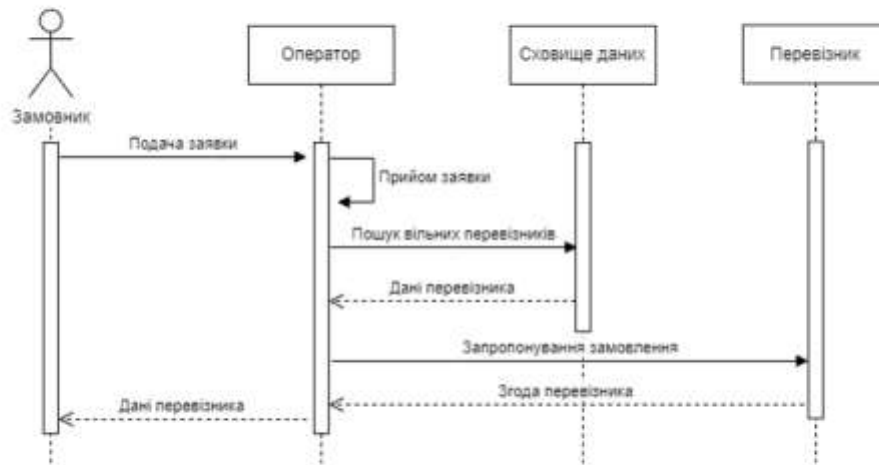 Оператор
Сховище даних
Перевізник
Замовник
Подача заявки
Прийом заявки
Пошук вільних перевізників
Дані перевізника
Запропонування замовлення
Згода перевізника
Дані перевізника